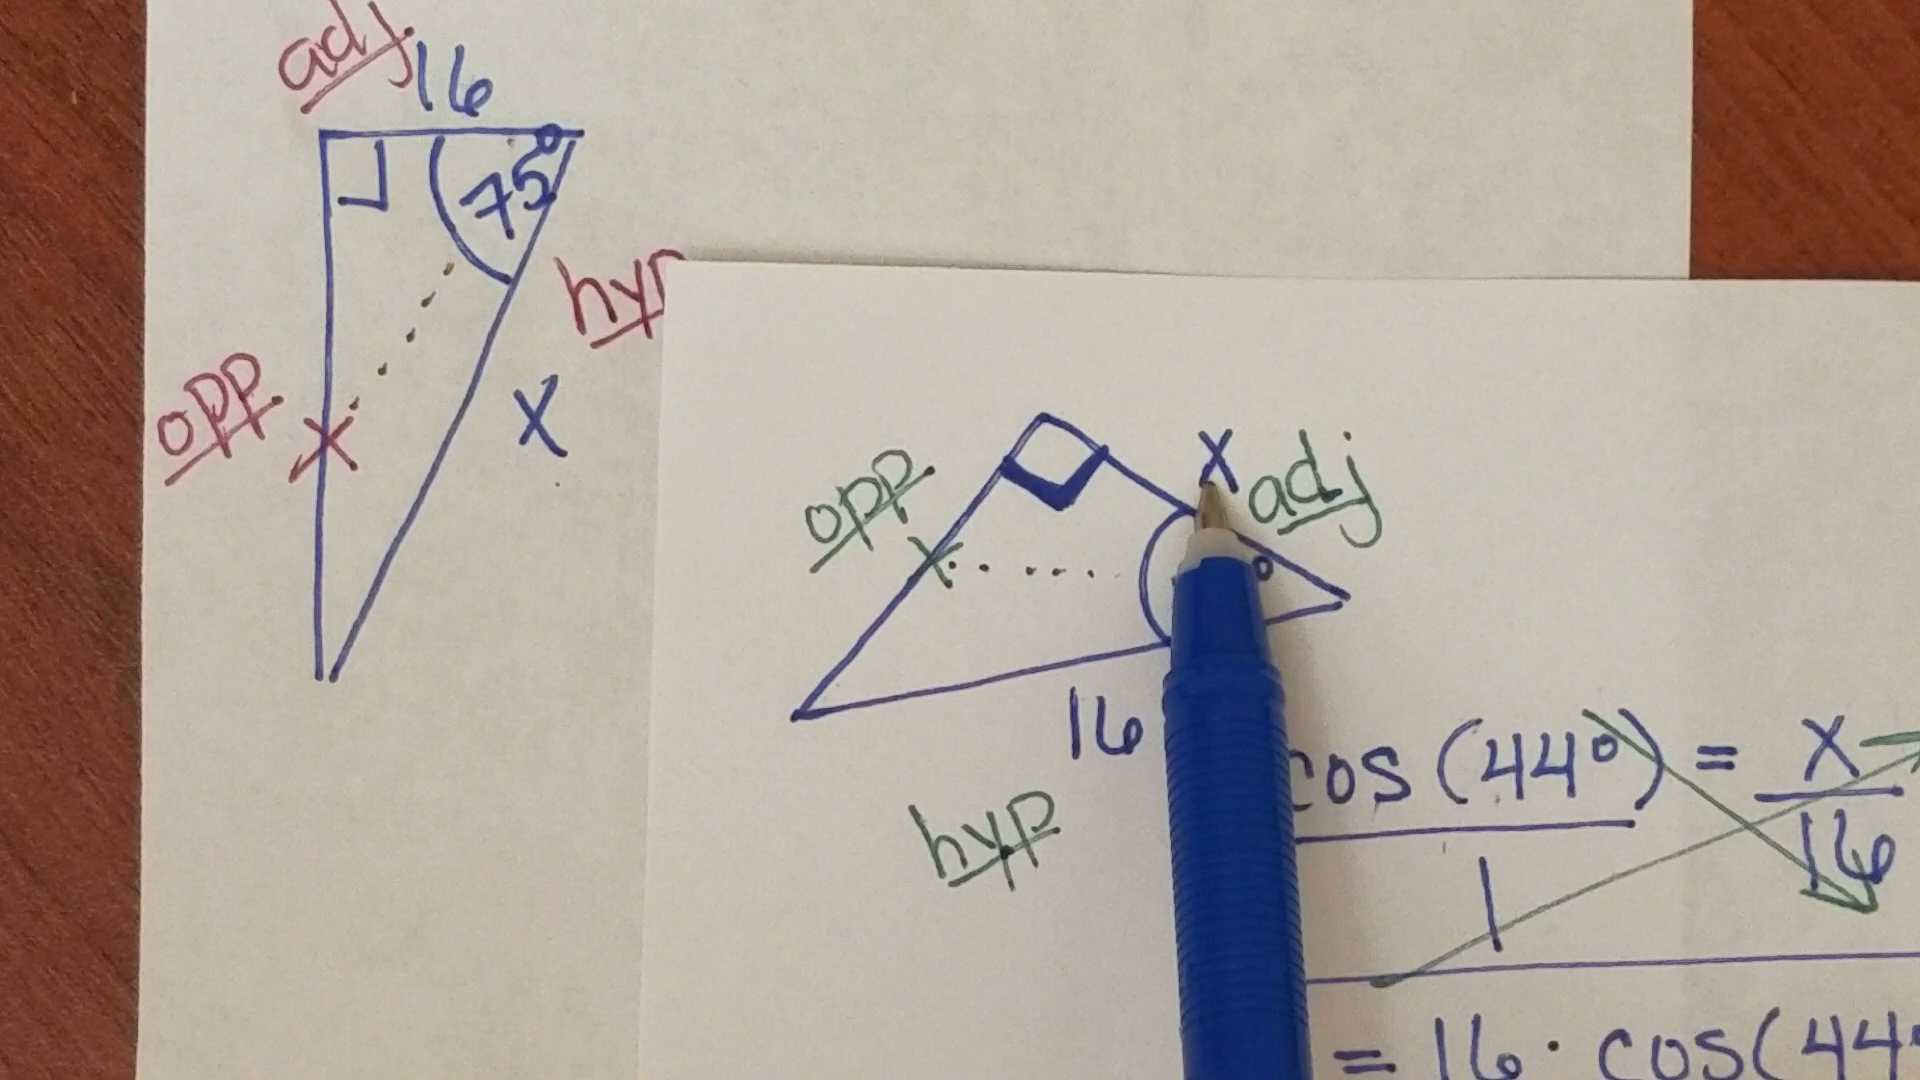 adj
16
75°
hyp
opp
X
X
X
adj
opp
X
°
16
hyp
cos (44°) = X
1 16
= 16 · cos(44°